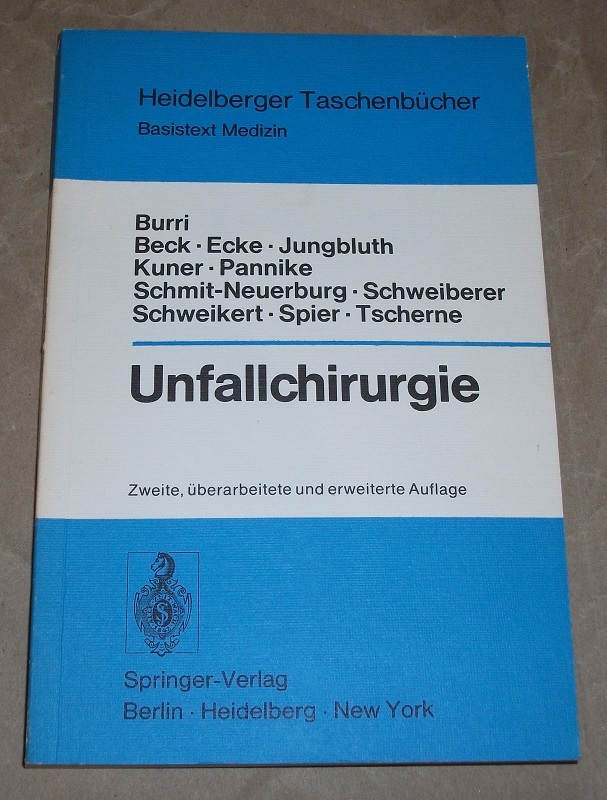 Heidelberger Taschenbücher
Basistext Medizin
Burri
Beck · Ecke · Jungbluth
Kuner · Pannike
Schmit-Neuerburg · Schweiberer
Schweikert · Spier · Tscherne
Unfallchirurgie
Zweite, überarbeitete und erweiterte Auflage
Springer-Verlag
Berlin · Heidelberg · New York